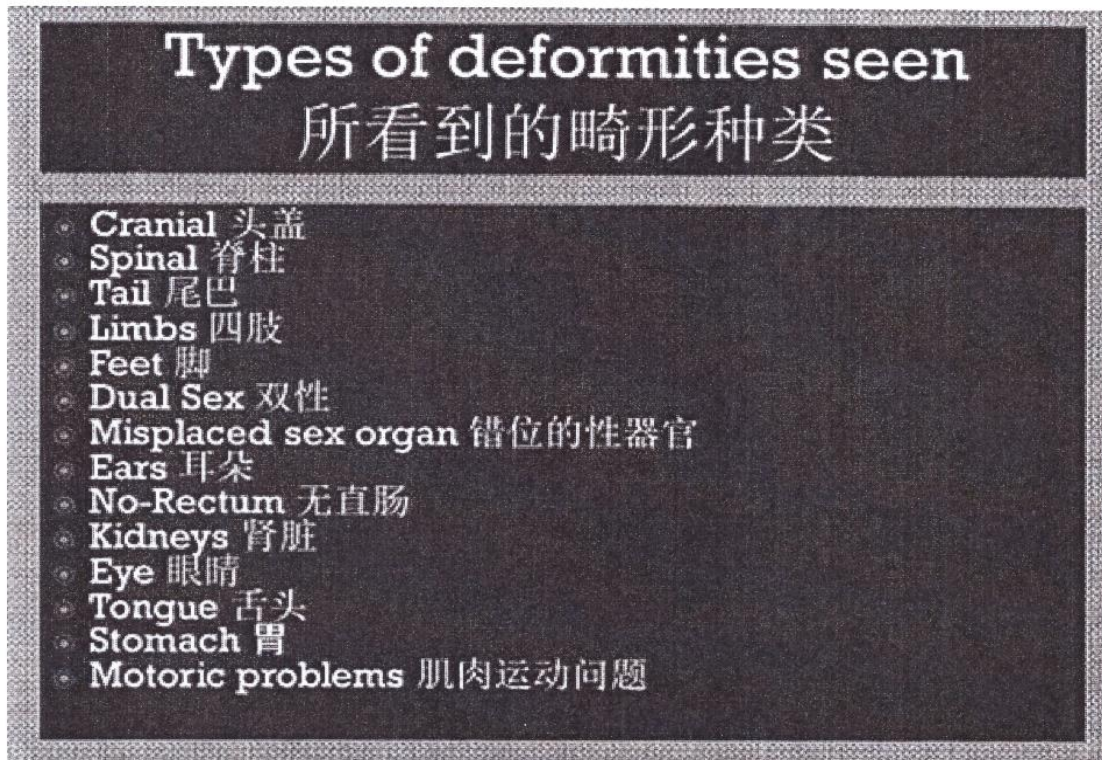 Types of deformities seen
所看到的畸形种类
Cranial 头盖
Spinal 脊柱
Tail 尾巴
Limbs 四肢
Feet 脚
Dual Sex 双性
Misplaced sex organ 错位的性器官
Ears 耳朵
No-Rectum 无直肠
Kidneys 肾脏
Eye 眼睛
Tongue 舌头
Stomach 胃
Motoric problems 肌肉运动问题